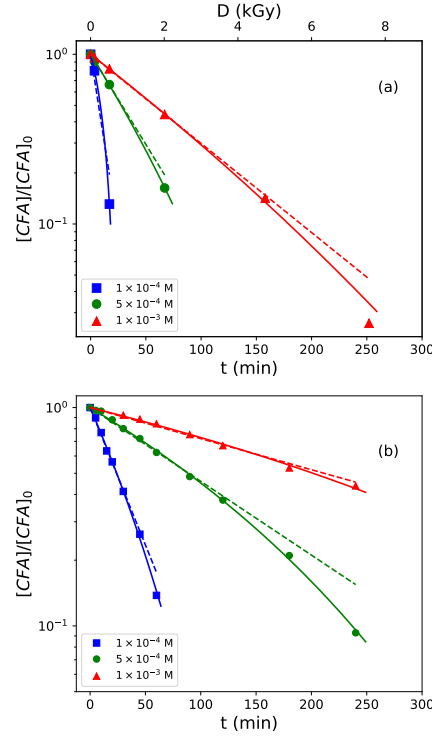 D (kGy)
0 2 4 6 8
10⁰
10⁻¹
[CFA]/[CFA]₀
(a)
1 × 10⁻⁴ M
5 × 10⁻⁴ M
1 × 10⁻³ M
0 50 100 150 200 250 300
t (min)
10⁰
10⁻¹
[CFA]/[CFA]₀
(b)
1 × 10⁻⁴ M
5 × 10⁻⁴ M
1 × 10⁻³ M
0 50 100 150 200 250 300
t (min)